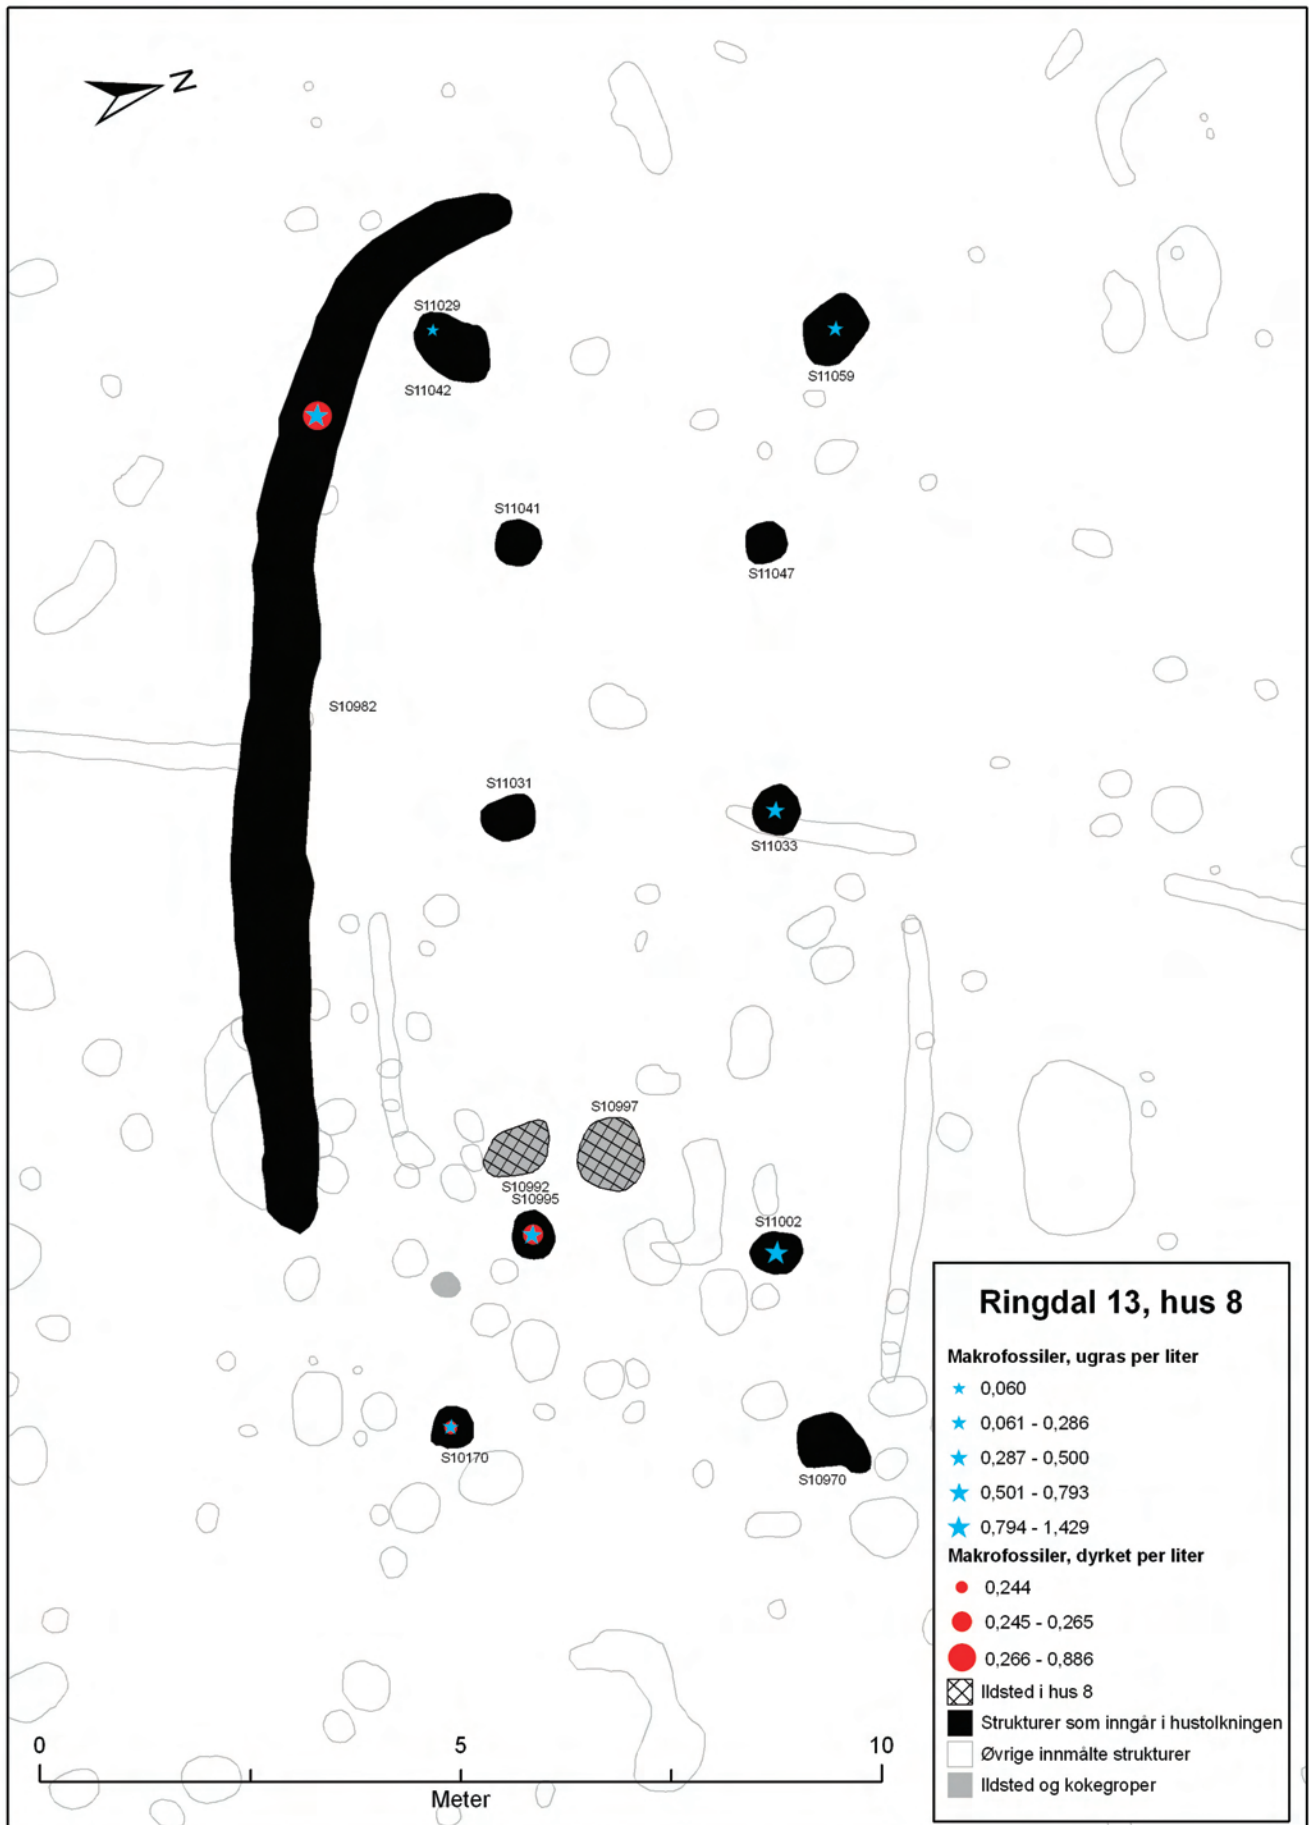 N
S11029
S11042
S11059
S11041
S11047
S10982
S11031
S11033
S10997
S10992
S10995
S11002
S10170
S10970
Ringdal 13, hus 8
Makrofossiler, ugras per liter
0,060
0,061 - 0,286
0,287 - 0,500
0,501 - 0,793
0,794 - 1,429
Makrofossiler, dyrket per liter
0,244
0,245 - 0,265
0,266 - 0,886
Ildsted i hus 8
Strukturer som inngår i hustolkningen
Øvrige innmålte strukturer
Ildsted og kokegroper
0 5 10
Meter